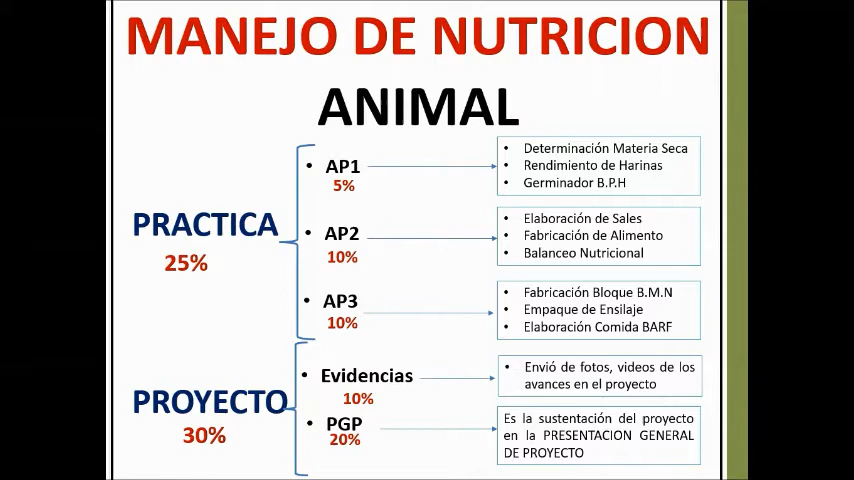 MANEJO DE NUTRICION
ANIMAL
PRACTICA
25%
• AP1
5%
• Determinación Materia Seca
• Rendimiento de Harinas
• Germinador B.P.H
• AP2
10%
• Elaboración de Sales
• Fabricación de Alimento
• Balanceo Nutricional
• AP3
10%
• Fabricación Bloque B.M.N
• Empaque de Ensilaje
• Elaboración Comida BARF
PROYECTO
30%
• Evidencias
10%
• Envió de fotos, videos de los
avances en el proyecto
• PGP
20%
Es la sustentación del proyecto
en la PRESENTACION GENERAL
DE PROYECTO